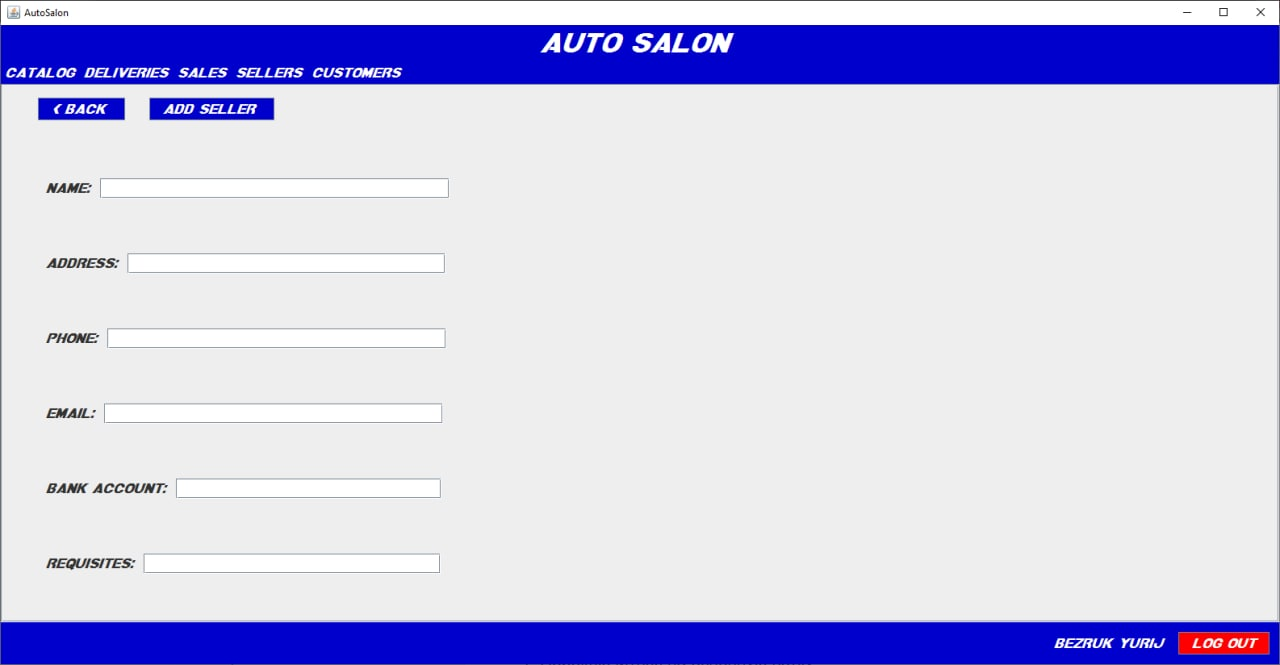 AutoSalon
AUTO SALON
CATALOG DELIVERIES SALES SELLERS CUSTOMERS
< BACK ADD SELLER
NAME:
ADDRESS:
PHONE:
EMAIL:
BANK ACCOUNT:
REQUISITES:
BEZRUK YURIJ LOG OUT